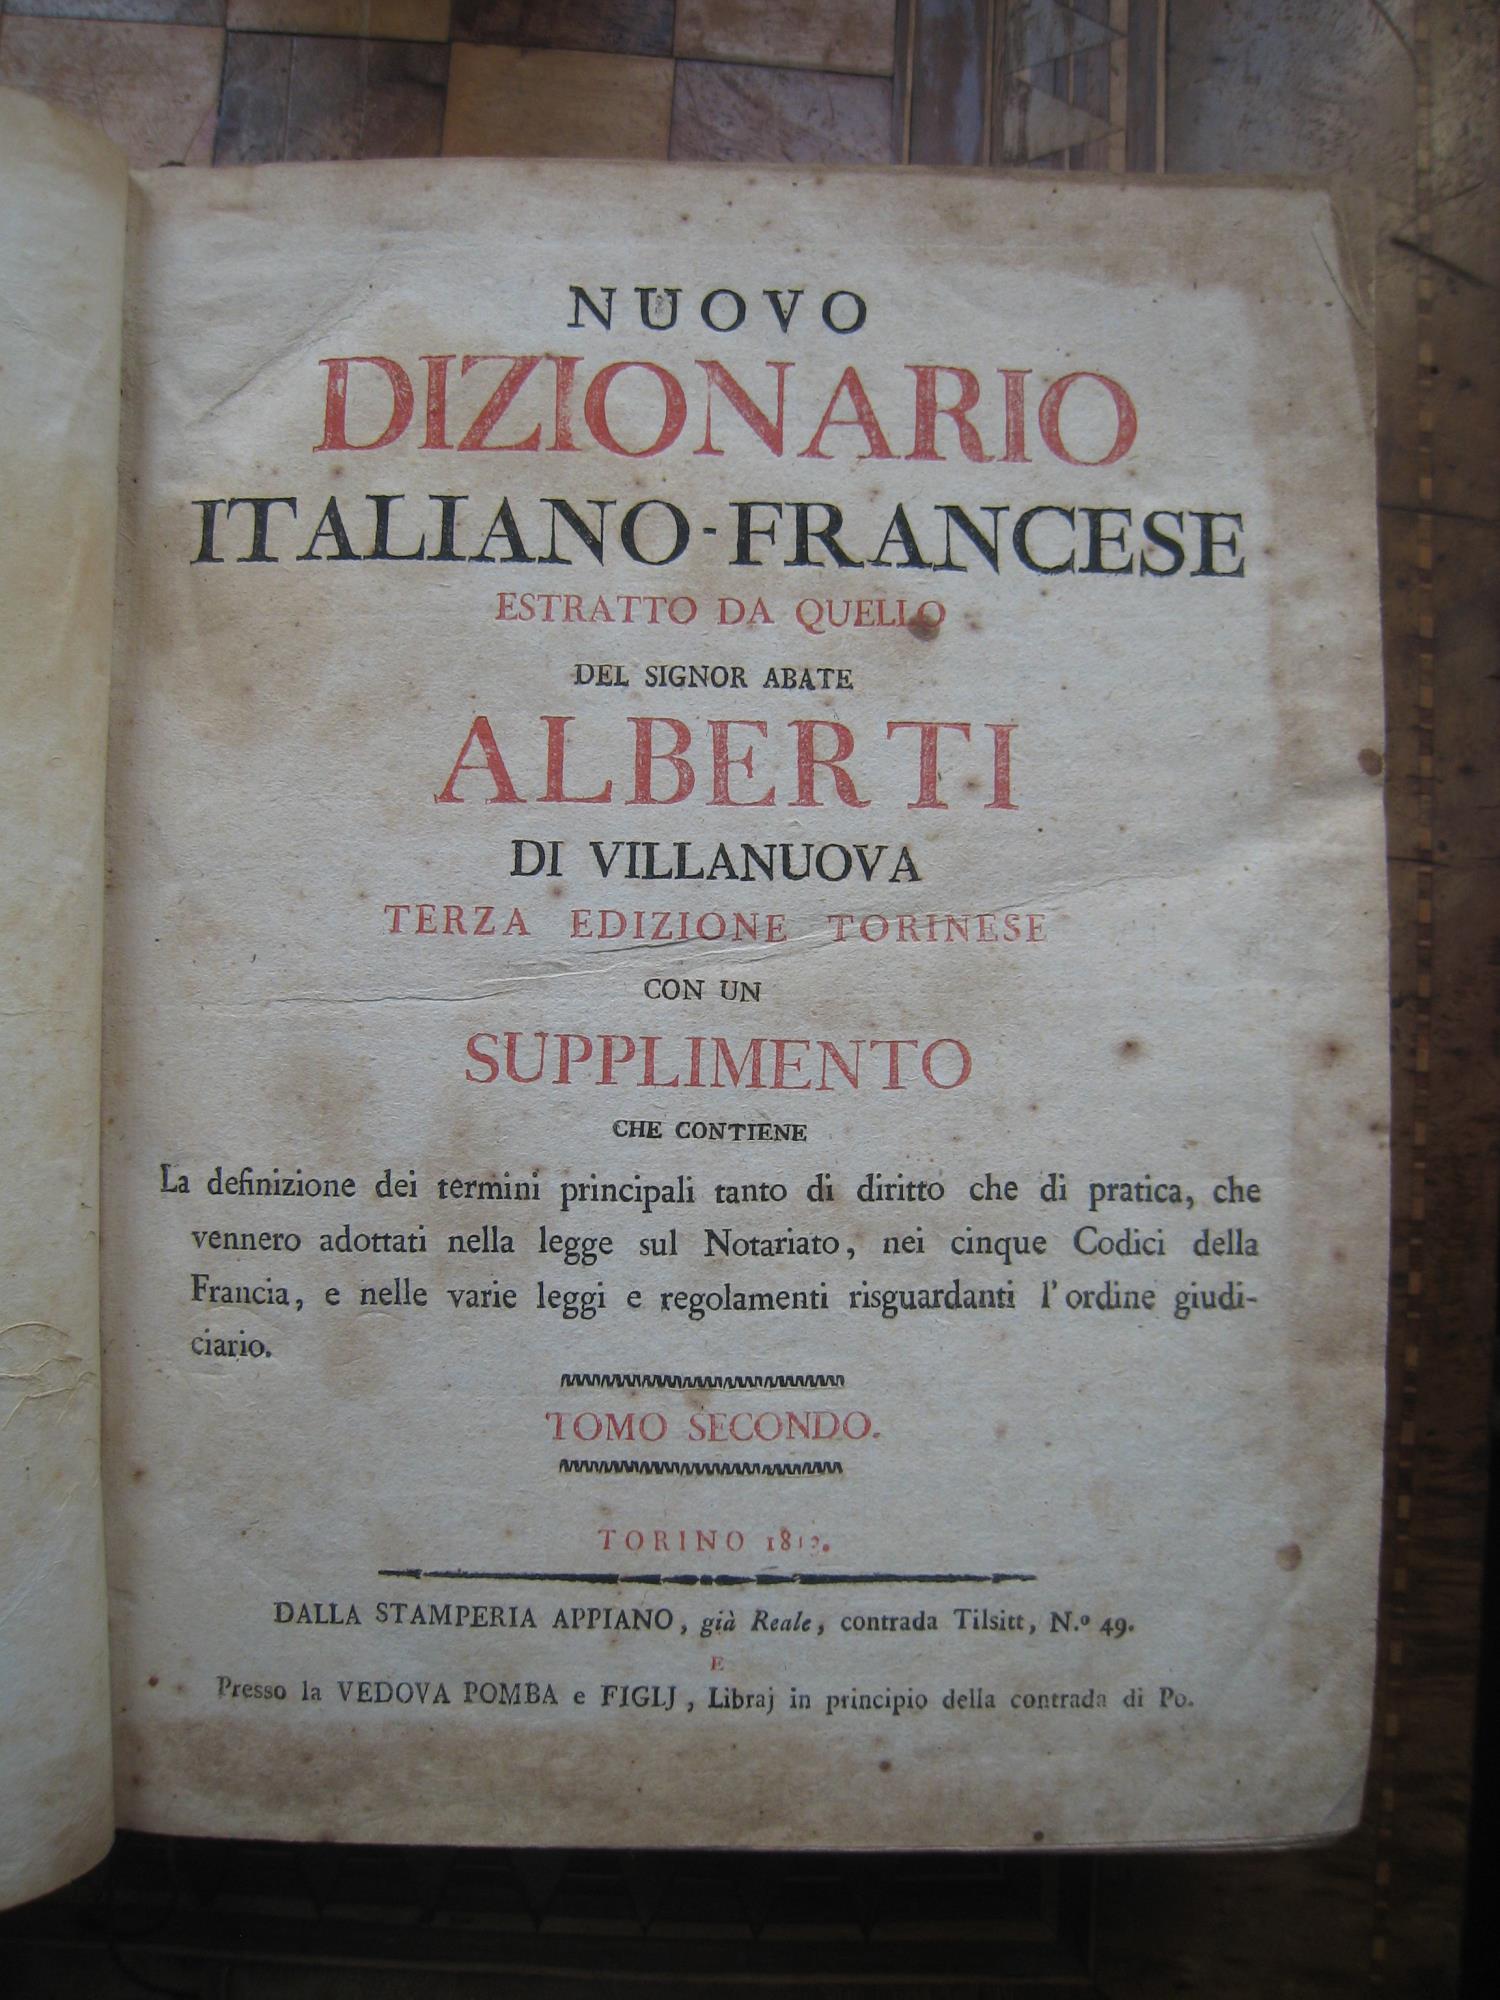 NUOVO
DIZIONARIO
ITALIANO-FRANCESE
ESTRATTO DA QUELLO
DEL SIGNOR ABATE
ALBERTI
DI VILLANUOVA
TERZA EDIZIONE TORINESE
CON UN
SUPPLIMENTO
CHE CONTIENE
La definizione dei termini principali tanto di diritto che di pratica, che
vennero adottati nella legge sul Notariato, nei cinque Codici della
Francia, e nelle varie leggi e regolamenti risguardanti l'ordine giudi-
ciario.
TOMO SECONDO.
TORINO
DALLA STAMPERIA APPIANO, già Reale, contrada Tilsitt, N.º 49.
E
Presso la VEDOVA POMBA e FIGLJ, Libraj in principio della contrada di Po.